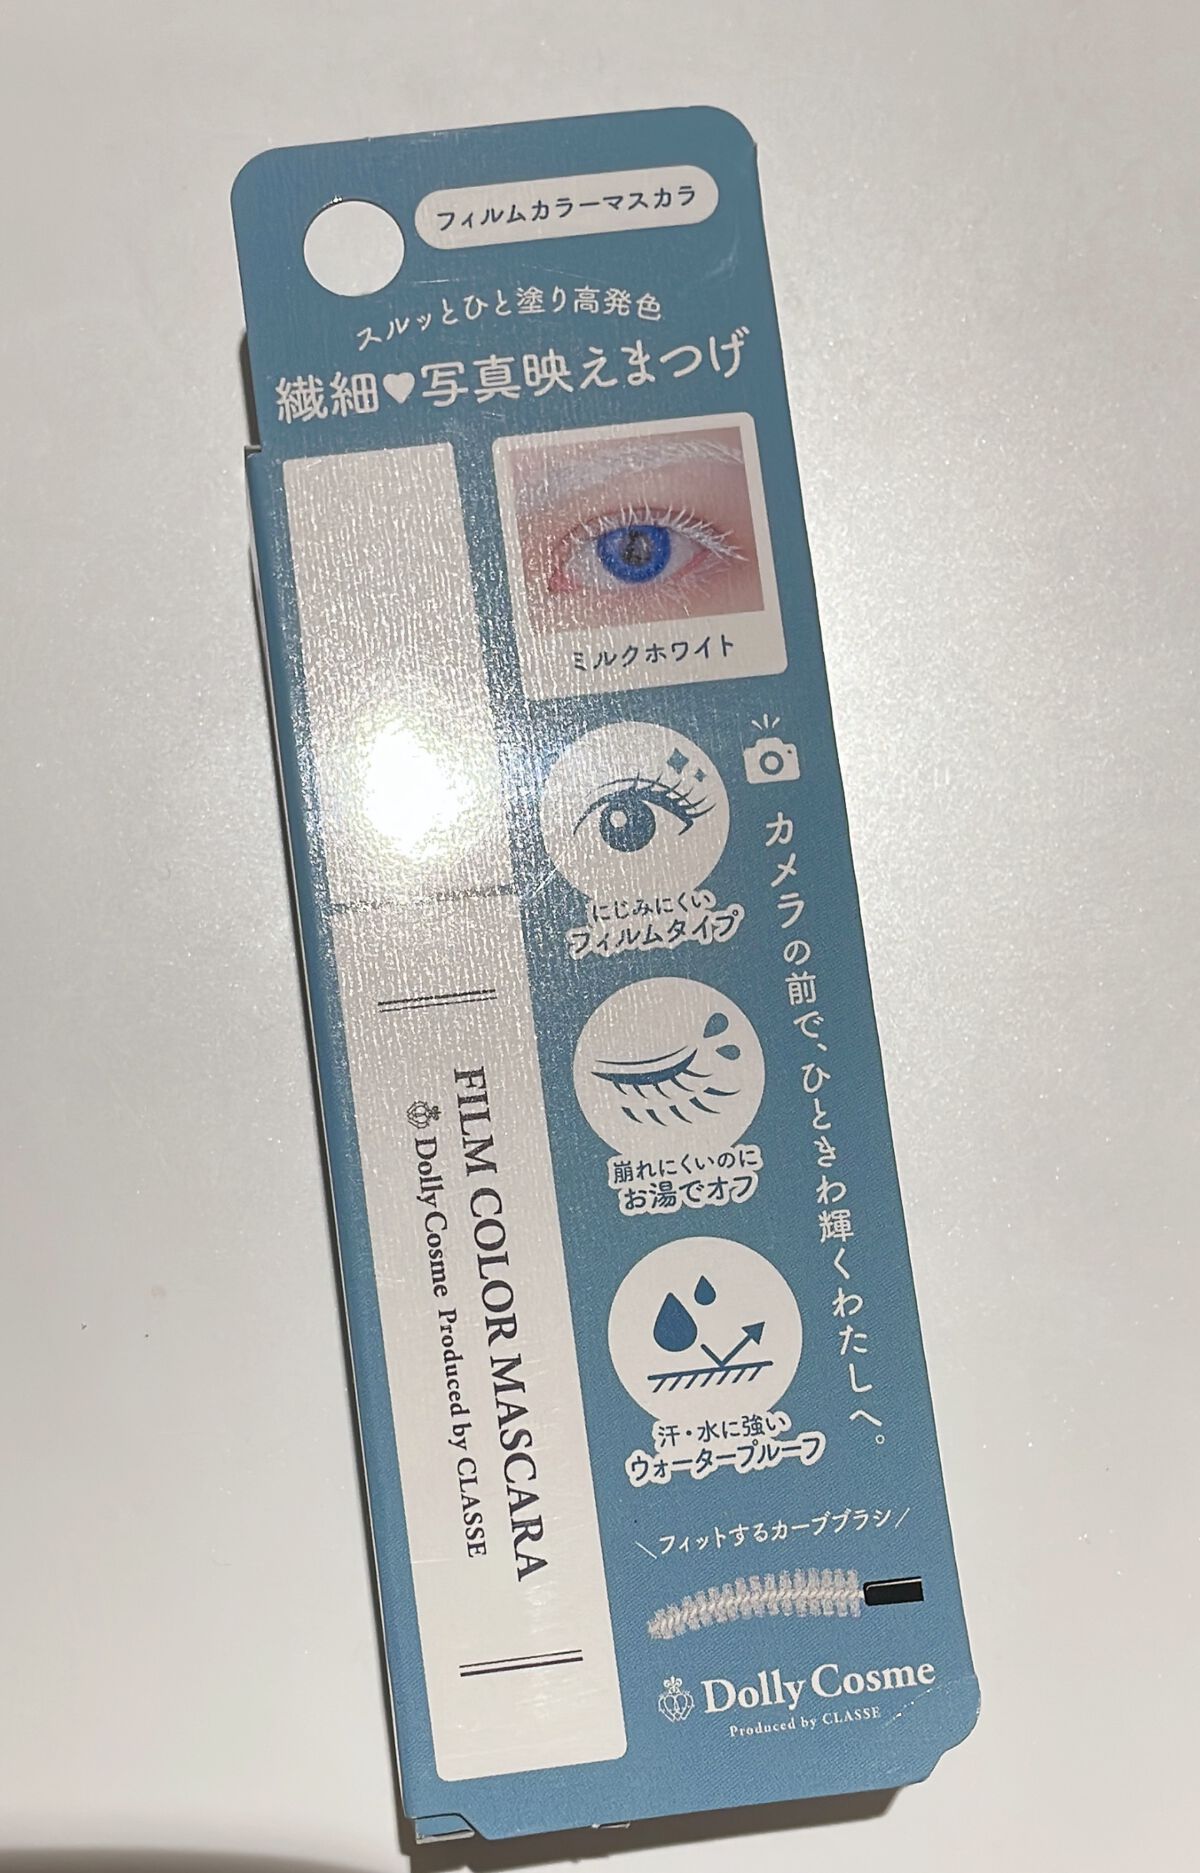 フィルムカラーマスカラ
スルッとひと塗り高発色
繊細♥写真映えまつげ
ミルクホワイト
カメラの前で、ひときわ輝くわたしへ。
にじみにくい
フィルムタイプ
崩れにくいのに
お湯でオフ
汗・水に強い
ウォータープルーフ
＼フィットするカーブブラシ／
FILM COLOR MASCARA
Dolly Cosme Produced by CLASSE
Dolly Cosme
Produced by CLASSE